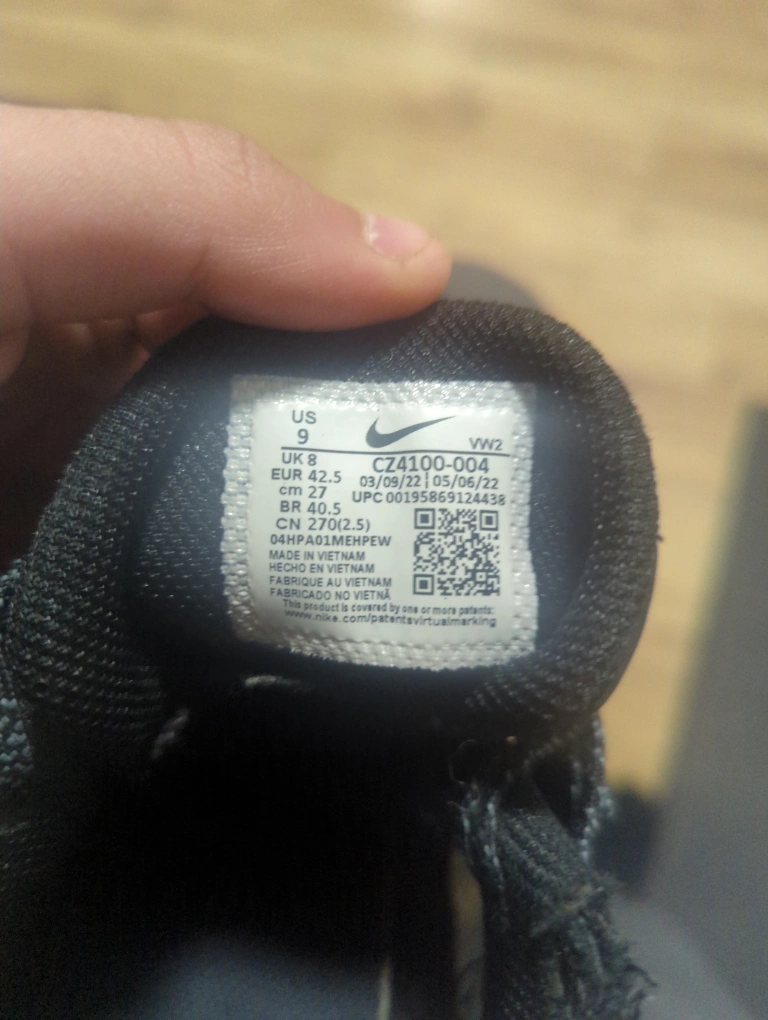 US
9
VW2
UK 8
CZ4100-004
EUR 42.5
03/09/22 | 05/06/22
cm 27
UPC 00195869124438
BR 40.5
CN 270(2.5)
04HPA01MEHPEW
MADE IN VIETNAM
HECHO EN VIETNAM
FABRIQUE AU VIETNAM
FABRICADO NO VIETNÃ
This product is covered by one or more patents:
www.nike.com/patentsvirtualmarking